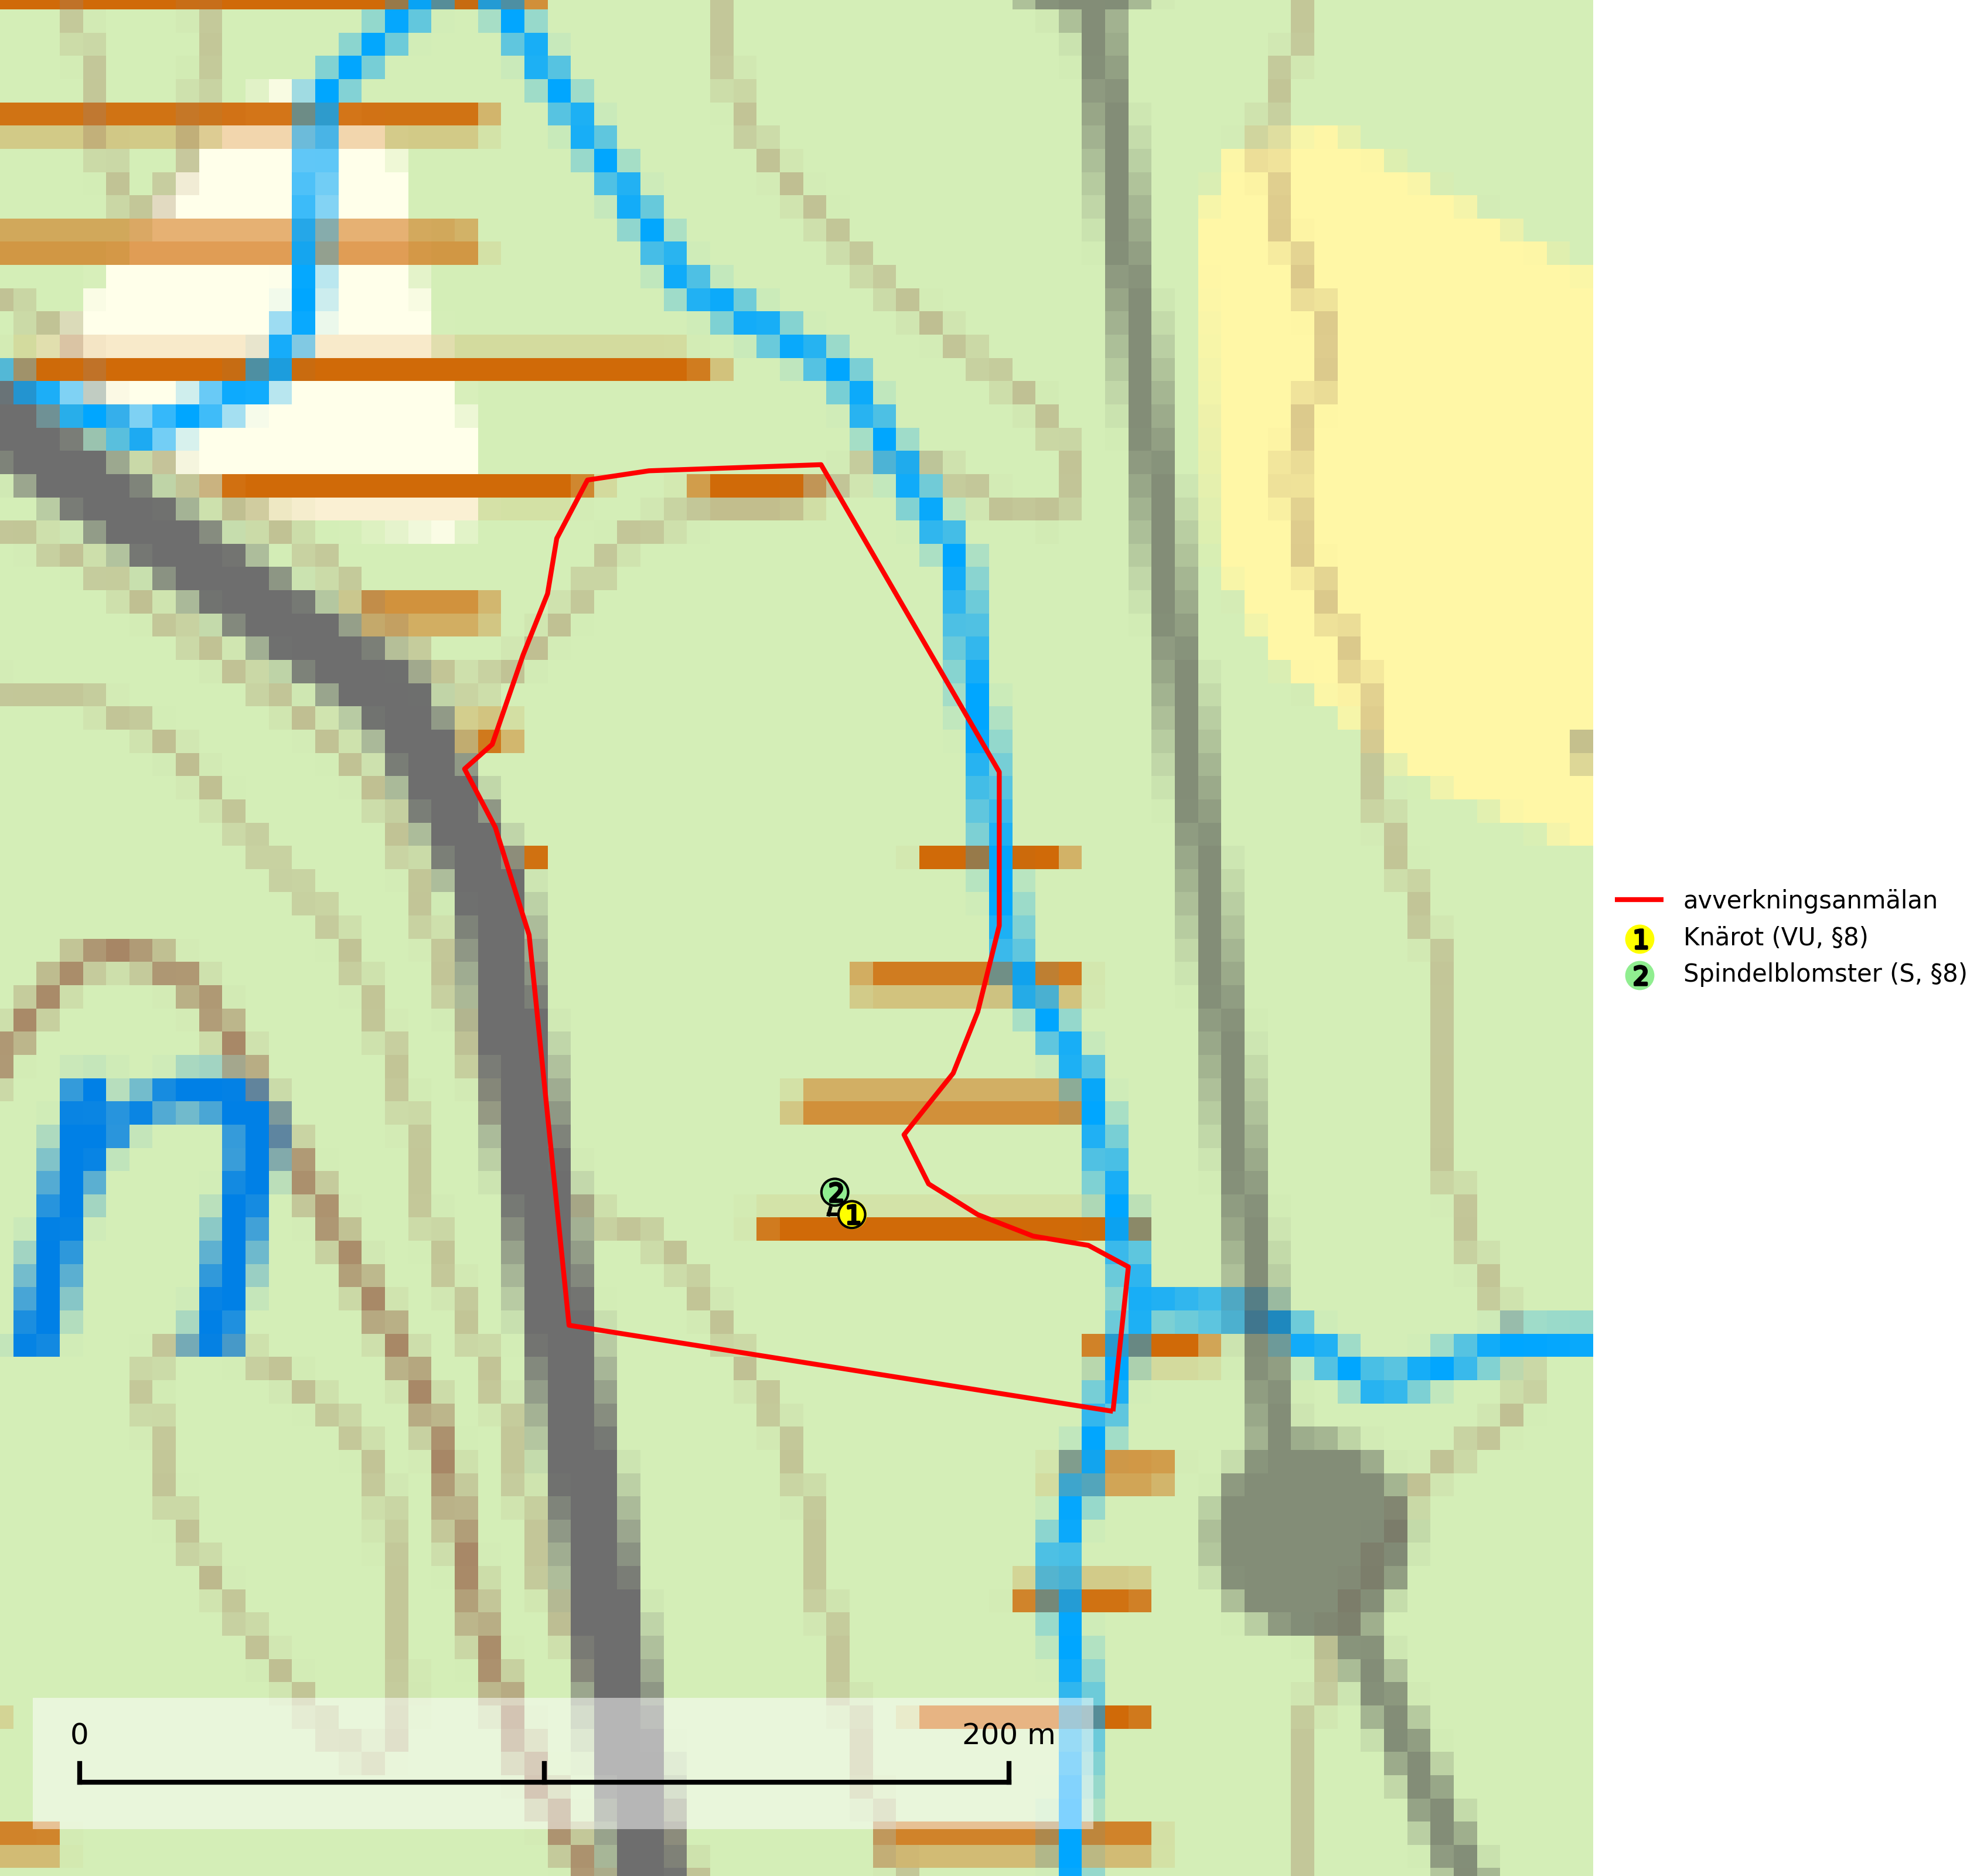 avverkningsanmälan
1 Knärot (VU, §8)
2 Spindelblomster (S, §8)
2
1
0 200 m